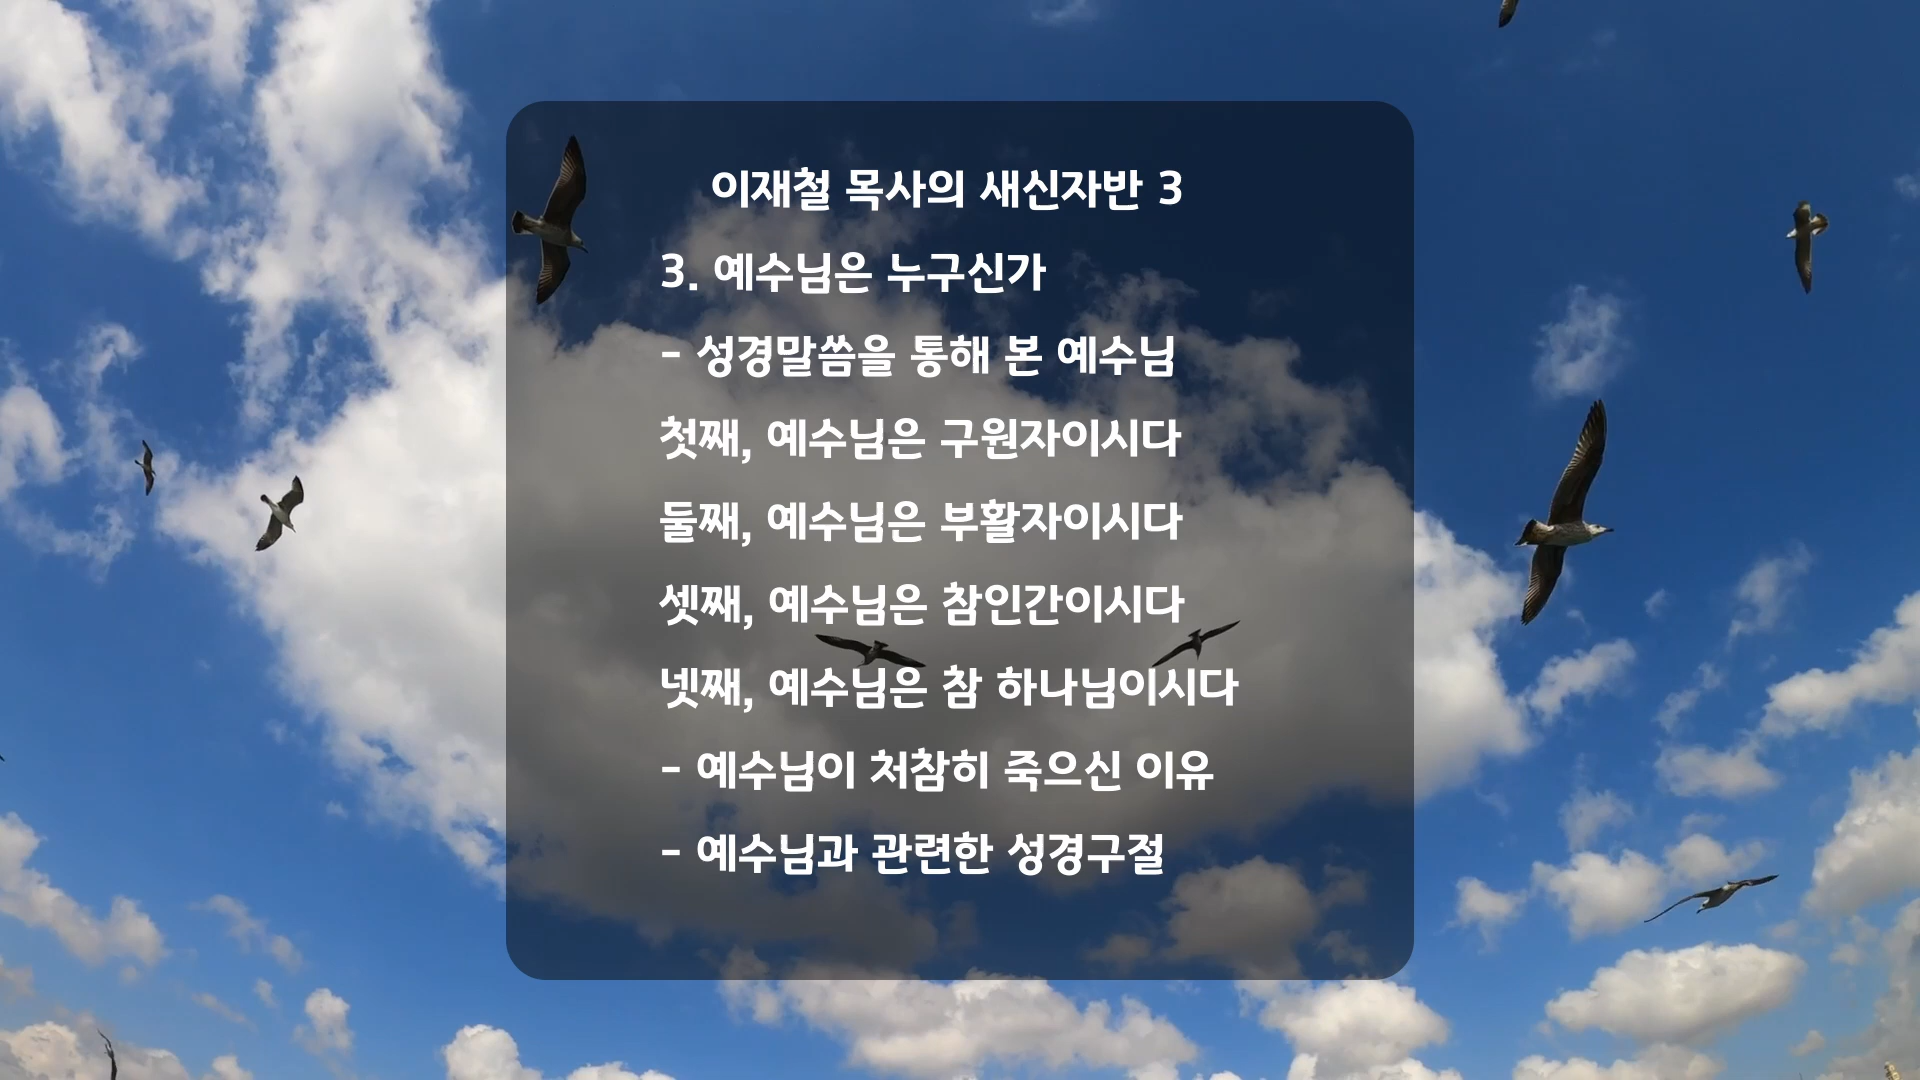 이재철 목사의 새신자반 3
3. 예수님은 누구신가
- 성경말씀을 통해 본 예수님
첫째, 예수님은 구원자이시다
둘째, 예수님은 부활자이시다
셋째, 예수님은 참인간이시다
넷째, 예수님은 참 하나님이시다
- 예수님이 처참히 죽으신 이유
- 예수님과 관련한 성경구절